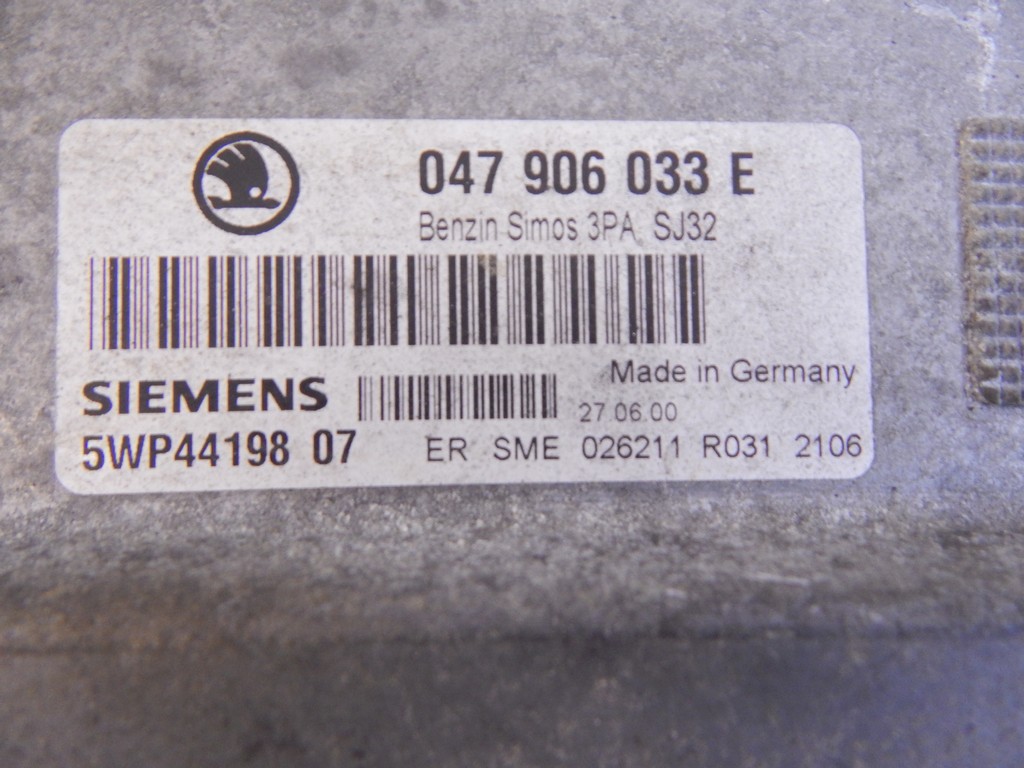 047 906 033 E
Benzin Simos 3PA SJ32
Made in Germany
SIEMENS
27.06.00
5WP44198 07
ER SME 026211 R031 2106